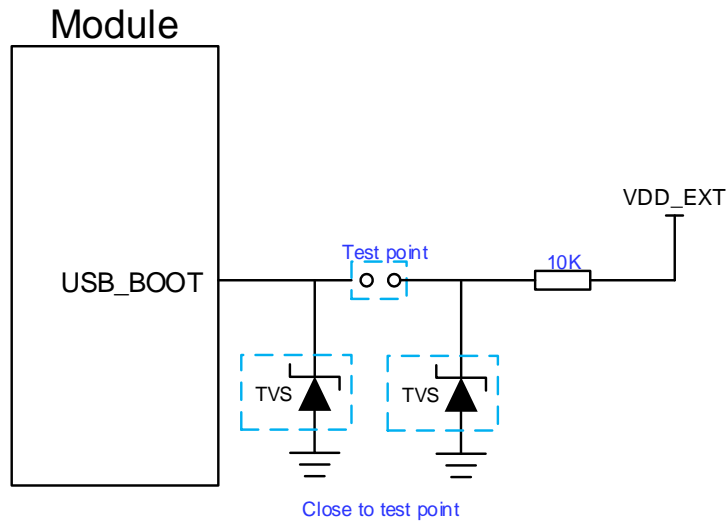 Module
VDD_EXT
Test point
10K
USB_BOOT
TVS
TVS
Close to test point